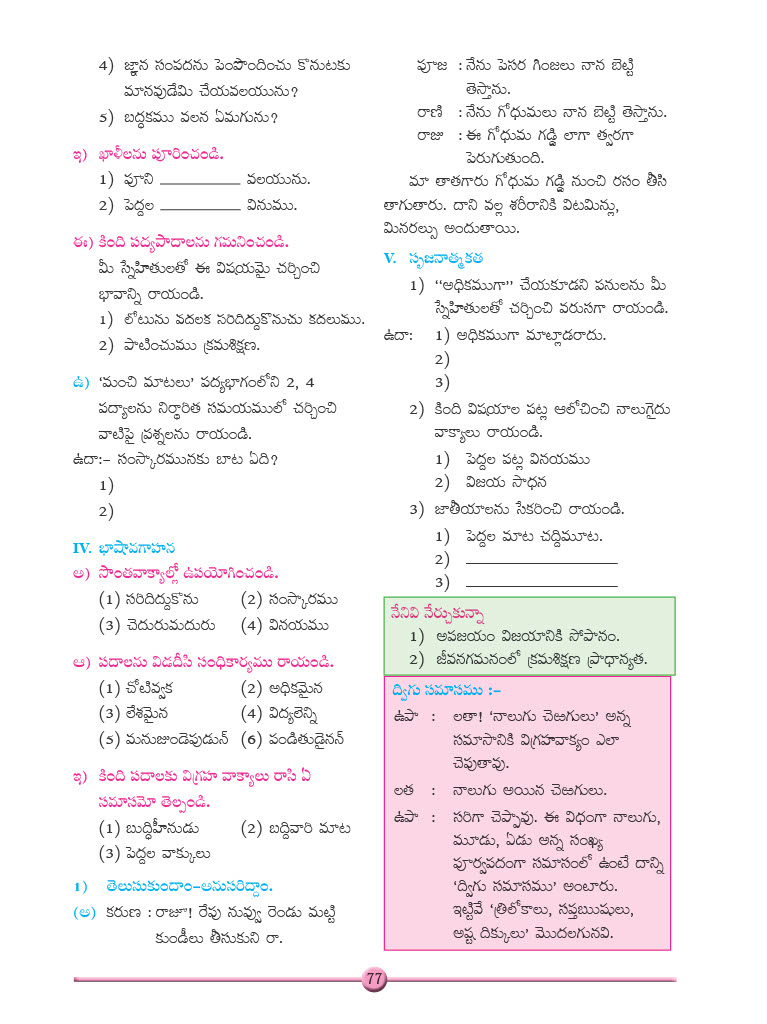 4) జ్ఞాన సంపదను పెంపొందించు కొనుటకు
మానవుడేమి చేయవలయును?
5) బద్ధకము వలన ఏమగును?
ఇ) ఖాళీలను పూరించండి.
1) పూని __________ వలయును.
2) పెద్దల __________ వినుము.
ఈ) కింది పద్యపాదాలను గమనించండి.
మీ స్నేహితులతో ఈ విషయమై చర్చించి
భావాన్ని రాయండి.
1) లోటును వదలక సరిదిద్దుకొనుచు కదలుము.
2) పాటించుము క్రమశిక్షణ.
ఉ) ‘మంచి మాటలు’ పద్యభాగంలోని 2, 4
పద్యాలను నిర్ధారిత సమయములో చర్చించి
వాటిపై ప్రశ్నలను రాయండి.
ఉదా:– సంస్కారమునకు బాట ఏది?
1)
2)
IV. భాషావగాహన
అ) సొంతవాక్యాల్లో ఉపయోగించండి.
(1) సరిదిద్దుకొను (2) సంస్కారము
(3) చెదురుమదురు (4) వినయము
ఆ) పదాలను విడదీసి సంధికార్యము రాయండి.
(1) చోటివ్వక (2) అధికమైన
(3) లేశమైన (4) విద్యలెన్ని
(5) మనుజుండెవుడున్ (6) పండితుడైనన్
ఇ) కింది పదాలకు విగ్రహ వాక్యాలు రాసి ఏ
సమాసమో తెల్పండి.
(1) బుద్ధిహీనుడు (2) బద్దివారి మాట
(3) పెద్దల వాక్కులు
1) తెలుసుకుందాం–అనుసరిద్దాం.
(అ) కరుణ : రాజూ! రేపు నువ్వు రెండు మట్టి
కుండీలు తీసుకుని రా.
పూజ : నేను పెసర గింజలు నాన బెట్టి
తెస్తాను.
రాణి : నేను గోధుమలు నాన బెట్టి తెస్తాను.
రాజు : ఈ గోధుమ గడ్డి లాగా త్వరగా
పెరుగుతుంది.
మా తాతగారు గోధుమ గడ్డి నుంచి రసం తీసి
తాగుతారు. దాని వల్ల శరీరానికి విటమిన్లు,
మినరల్సు అందుతాయి.
V. సృజనాత్మకత
1) ‘‘అధికముగా’’ చేయకూడని పనులను మీ
స్నేహితులతో చర్చించి వరుసగా రాయండి.
ఉదా: 1) అధికముగా మాట్లాడరాదు.
2)
3)
2) కింది విషయాల పట్ల ఆలోచించి నాలుగైదు
వాక్యాలు రాయండి.
1) పెద్దల పట్ల వినయము
2) విజయ సాధన
3) జాతీయాలను సేకరించి రాయండి.
1) పెద్దల మాట చద్దిమూట.
2) ___________________
3) ___________________
నేనివి నేర్చుకున్నా
1) అపజయం విజయానికి సోపానం.
2) జీవనగమనంలో క్రమశిక్షణ ప్రాధాన్యత.
ద్విగు సమాసము :–
ఉపా : లతా! ‘నాలుగు చెఱగులు’ అన్న
సమాసానికి విగ్రహవాక్యం ఎలా
చెపుతావు.
లత : నాలుగు అయిన చెఱగులు.
ఉపా : సరిగా చెప్పావు. ఈ విధంగా నాలుగు,
మూడు, ఏడు అన్న సంఖ్య
పూర్వపదంగా సమాసంలో ఉంటే దాన్ని
‘ద్విగు సమాసము’ అంటారు.
ఇట్టివే ‘త్రిలోకాలు, సప్తఋషులు,
అష్ట దిక్కులు’ మొదలగునవి.
77